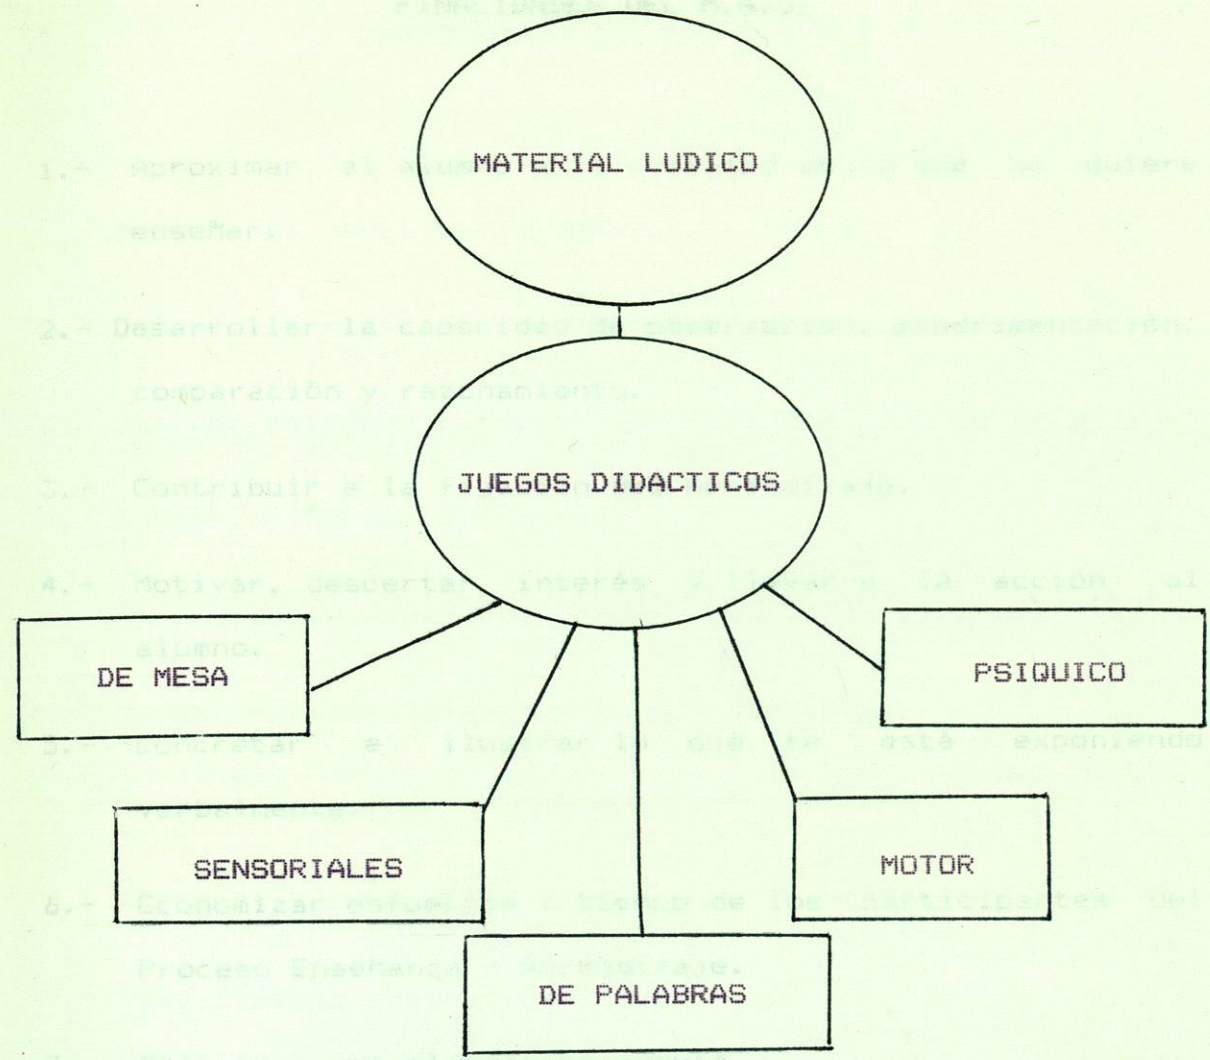 MATERIAL LUDICO
JUEGOS DIDACTICOS
DE MESA
PSIQUICO
SENSORIALES
MOTOR
DE PALABRAS
1.- Aproximar al quiere
enseñar.
2.- Desarrollar la capacidad de observación, experimentación,
comparación y razonamiento.
3.- Contribuir a la
4.- Motivar, despertar interés y llevar a la acción al
alumno.
5.- Concretar e ilustrar lo que se está exponiendo
verbalmente.
6.- Economizar esfuerzos y tiempo de los participantes del
Proceso Enseñanza - Aprendizaje.